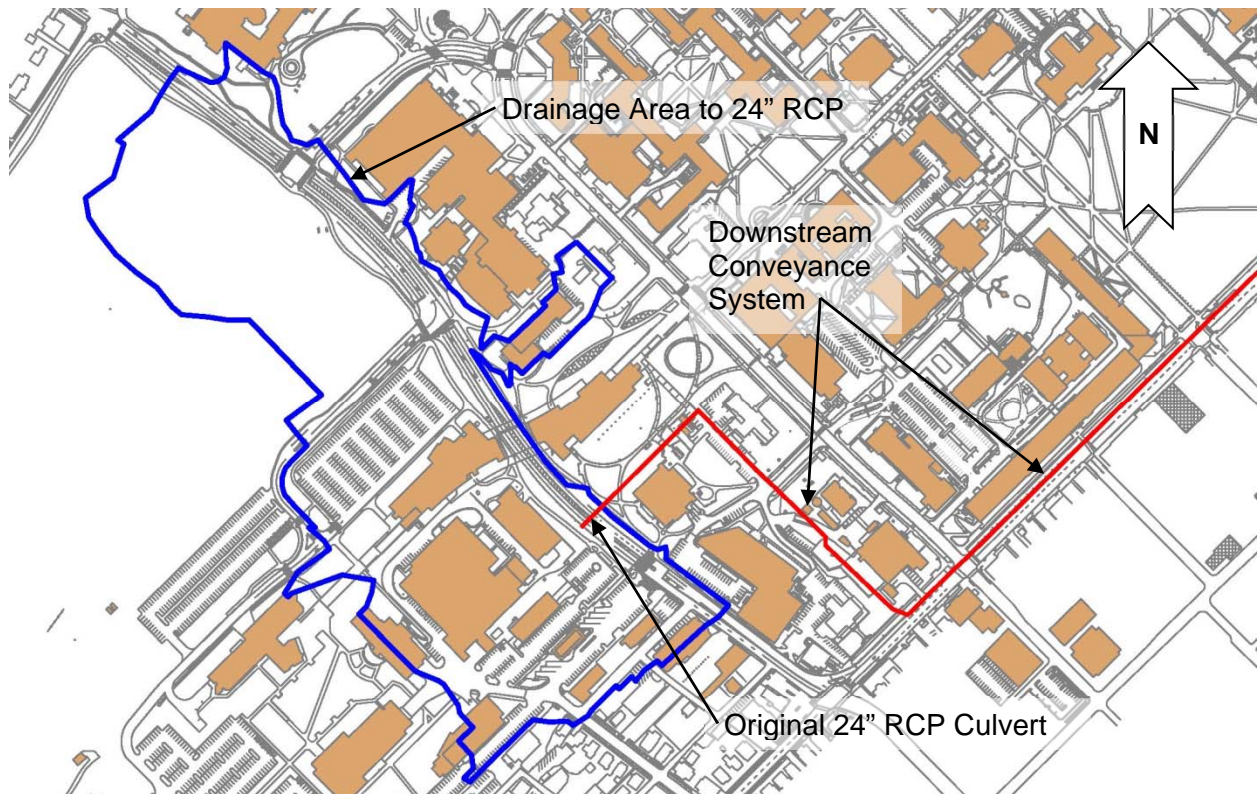 Drainage Area to 24” RCP
N
Downstream
Conveyance
System
Original 24” RCP Culvert